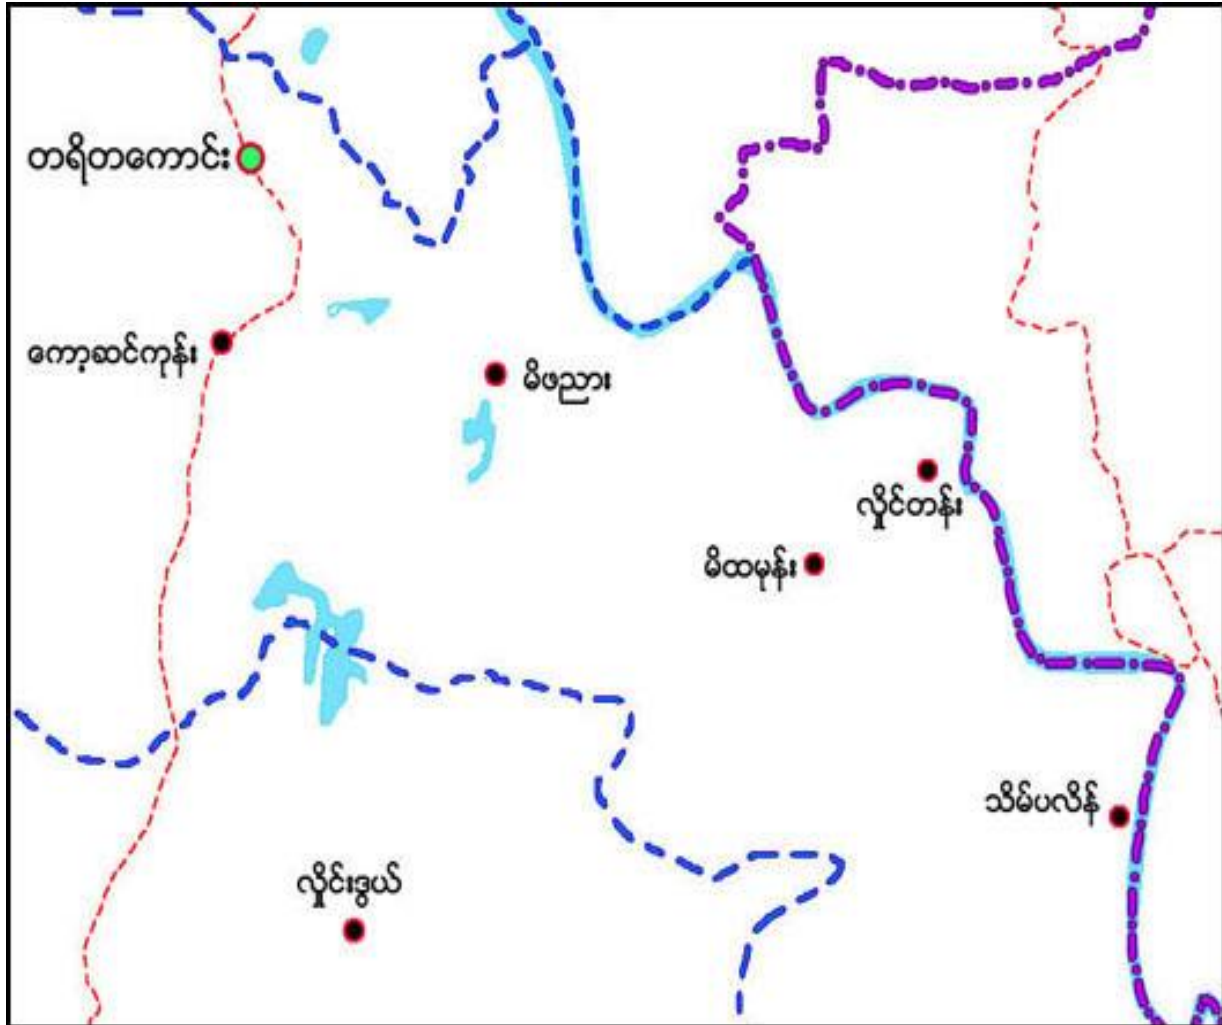 တရိတကောင်း
ကော့ဆင်ကုန်း
မိဖညား
လှိုင်တန်း
မိထမုန်း
သိမ်ပလိန်
လှိုင်းဒွယ်